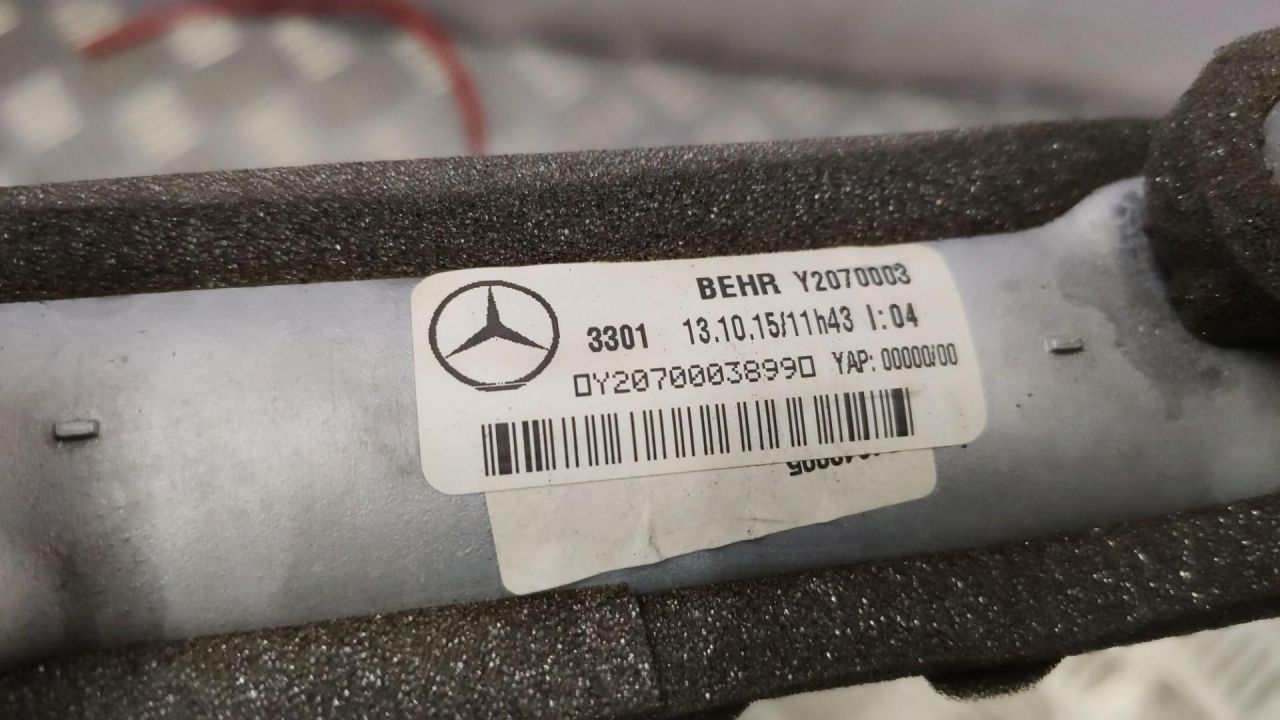 BEHR Y2070003
3301 13.10.15/11h43 I:04
▯Y2070003899▯ YAP: 00000/00